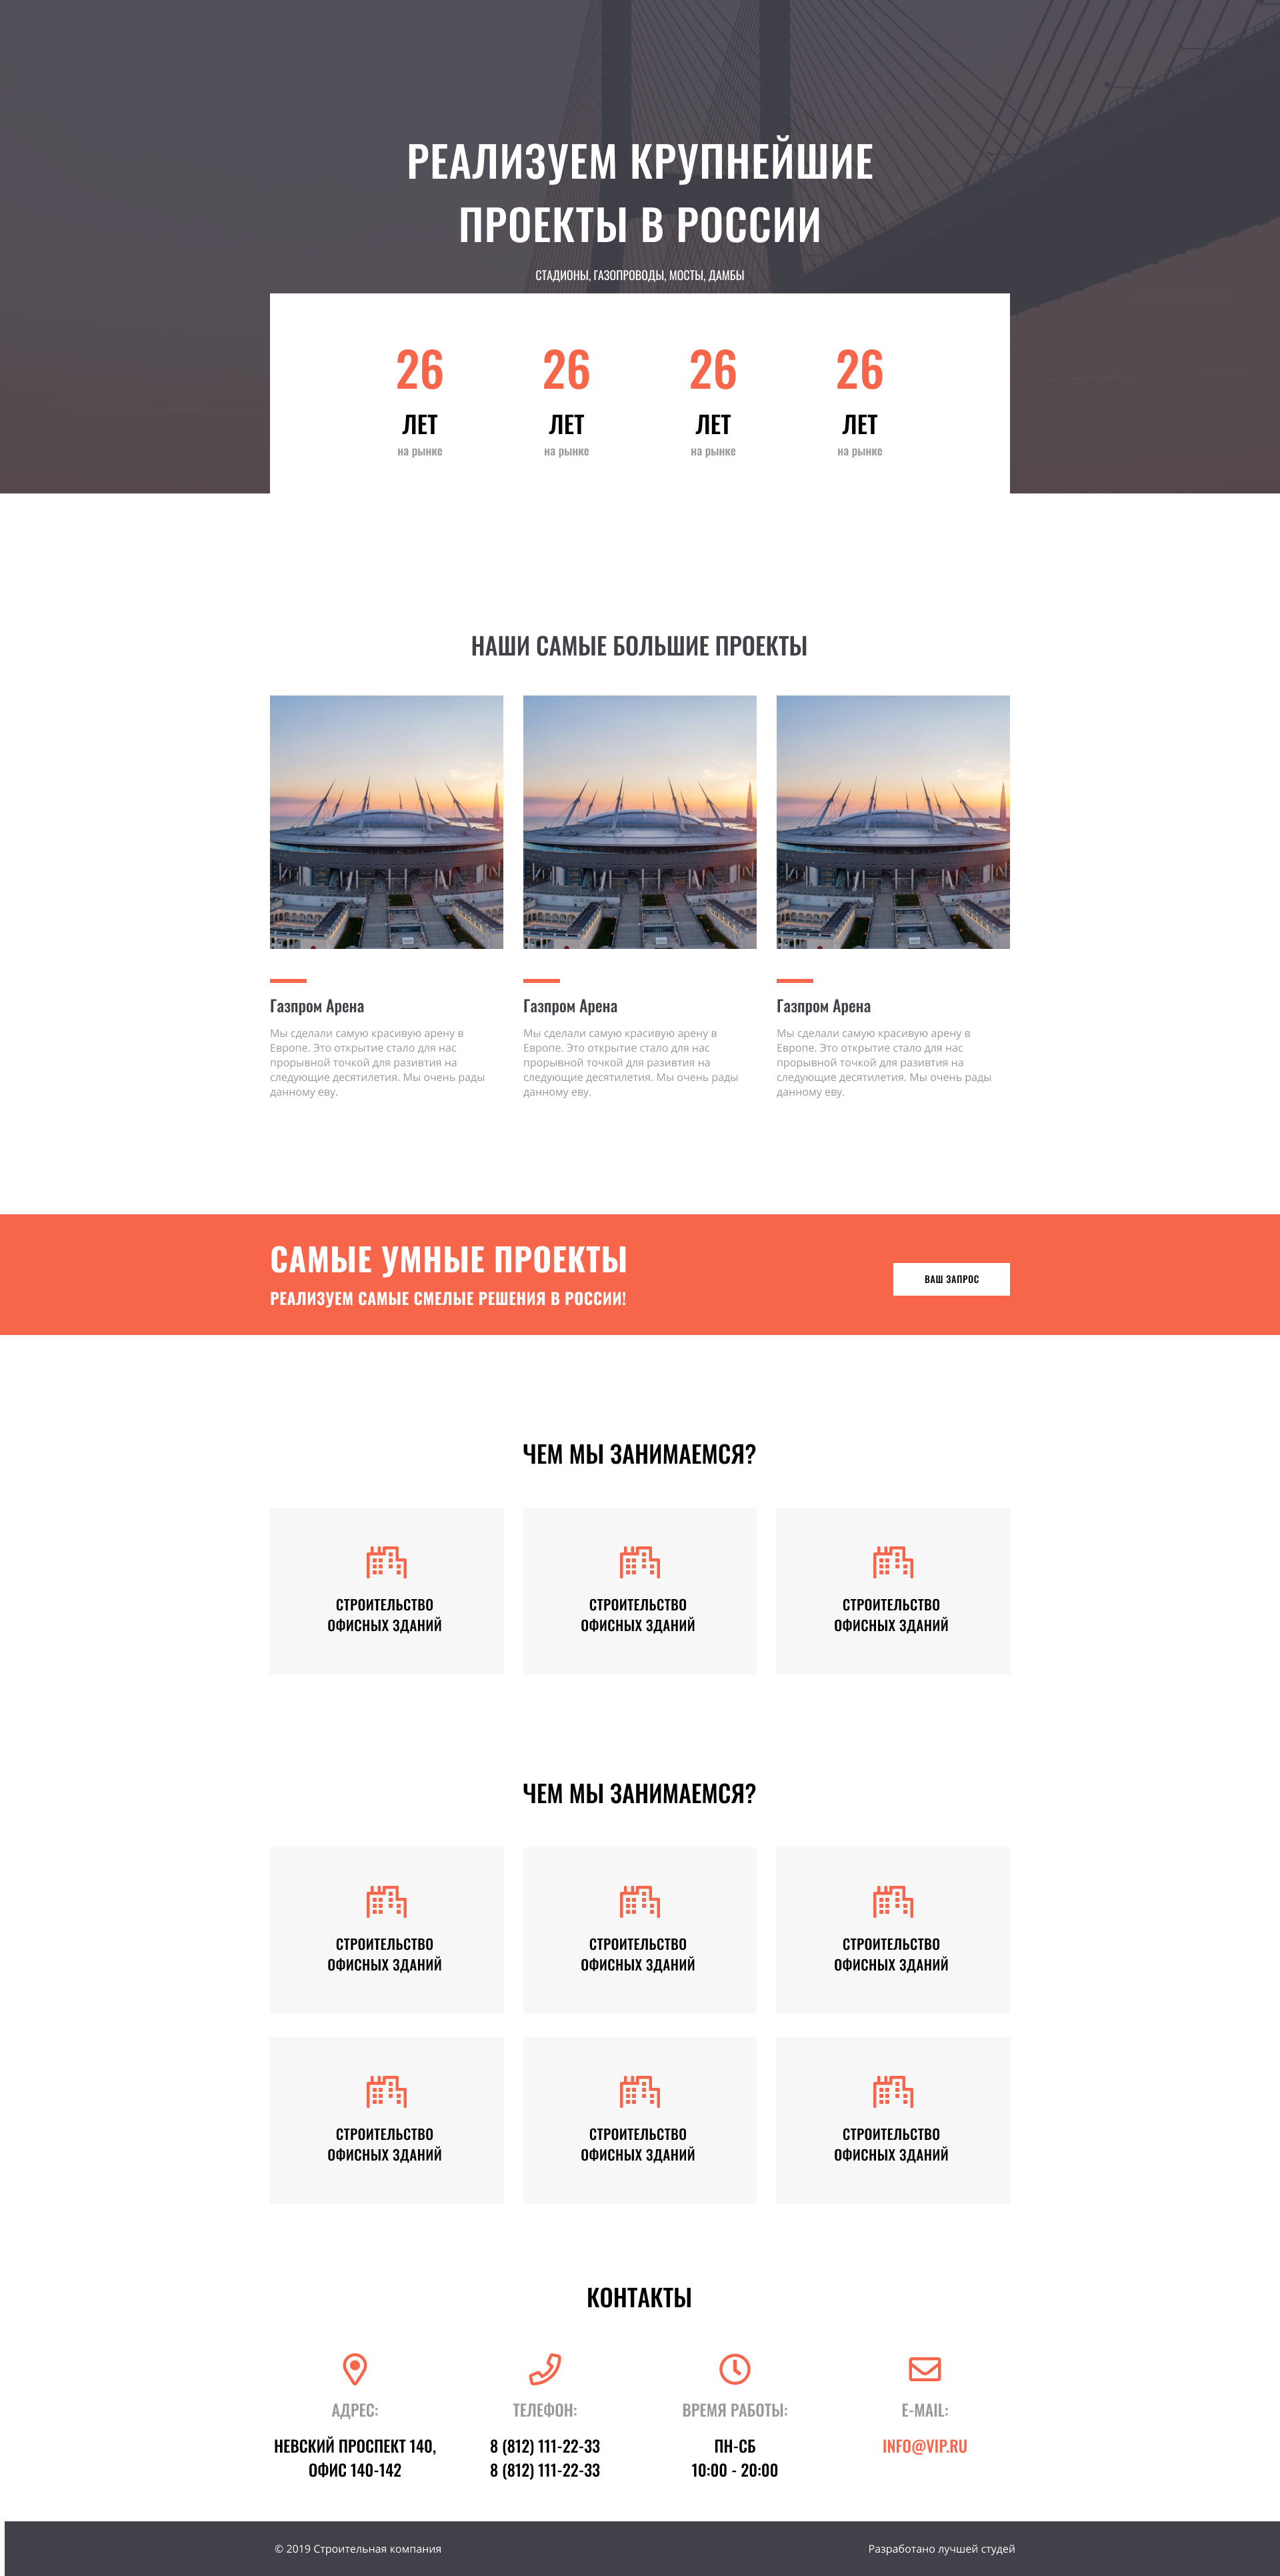 РЕАЛИЗУЕМ КРУПНЕЙШИЕ
ПРОЕКТЫ В РОССИИ
СТАДИОНЫ, ГАЗОПРОВОДЫ, МОСТЫ, ДАМБЫ
26 26 26 26
ЛЕТ ЛЕТ ЛЕТ ЛЕТ
на рынке на рынке на рынке на рынке
НАШИ САМЫЕ БОЛЬШИЕ ПРОЕКТЫ
Газпром Арена
Мы сделали самую красивую арену в
Европе. Это открытие стало для нас
прорывной точкой для разивтия на
следующие десятилетия. Мы очень рады
данному еву.
Газпром Арена
Мы сделали самую красивую арену в
Европе. Это открытие стало для нас
прорывной точкой для разивтия на
следующие десятилетия. Мы очень рады
данному еву.
Газпром Арена
Мы сделали самую красивую арену в
Европе. Это открытие стало для нас
прорывной точкой для разивтия на
следующие десятилетия. Мы очень рады
данному еву.
САМЫЕ УМНЫЕ ПРОЕКТЫ
РЕАЛИЗУЕМ САМЫЕ СМЕЛЫЕ РЕШЕНИЯ В РОССИИ!
ВАШ ЗАПРОС
ЧЕМ МЫ ЗАНИМАЕМСЯ?
СТРОИТЕЛЬСТВО
ОФИСНЫХ ЗДАНИЙ
СТРОИТЕЛЬСТВО
ОФИСНЫХ ЗДАНИЙ
СТРОИТЕЛЬСТВО
ОФИСНЫХ ЗДАНИЙ
ЧЕМ МЫ ЗАНИМАЕМСЯ?
СТРОИТЕЛЬСТВО
ОФИСНЫХ ЗДАНИЙ
СТРОИТЕЛЬСТВО
ОФИСНЫХ ЗДАНИЙ
СТРОИТЕЛЬСТВО
ОФИСНЫХ ЗДАНИЙ
СТРОИТЕЛЬСТВО
ОФИСНЫХ ЗДАНИЙ
СТРОИТЕЛЬСТВО
ОФИСНЫХ ЗДАНИЙ
СТРОИТЕЛЬСТВО
ОФИСНЫХ ЗДАНИЙ
КОНТАКТЫ
АДРЕС:
НЕВСКИЙ ПРОСПЕКТ 140,
ОФИС 140-142
ТЕЛЕФОН:
8 (812) 111-22-33
8 (812) 111-22-33
ВРЕМЯ РАБОТЫ:
ПН-СБ
10:00 - 20:00
E-MAIL:
INFO@VIP.RU
© 2019 Строительная компания
Разработано лучшей студей